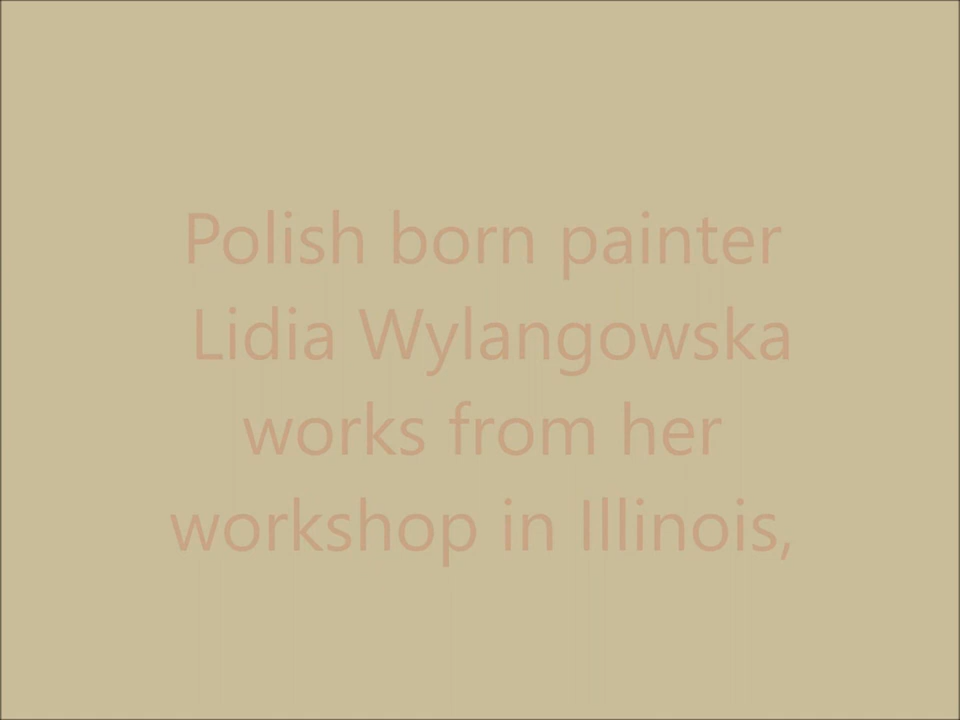 Polish born painter
Lidia Wylangowska
works from her
workshop in Illinois,